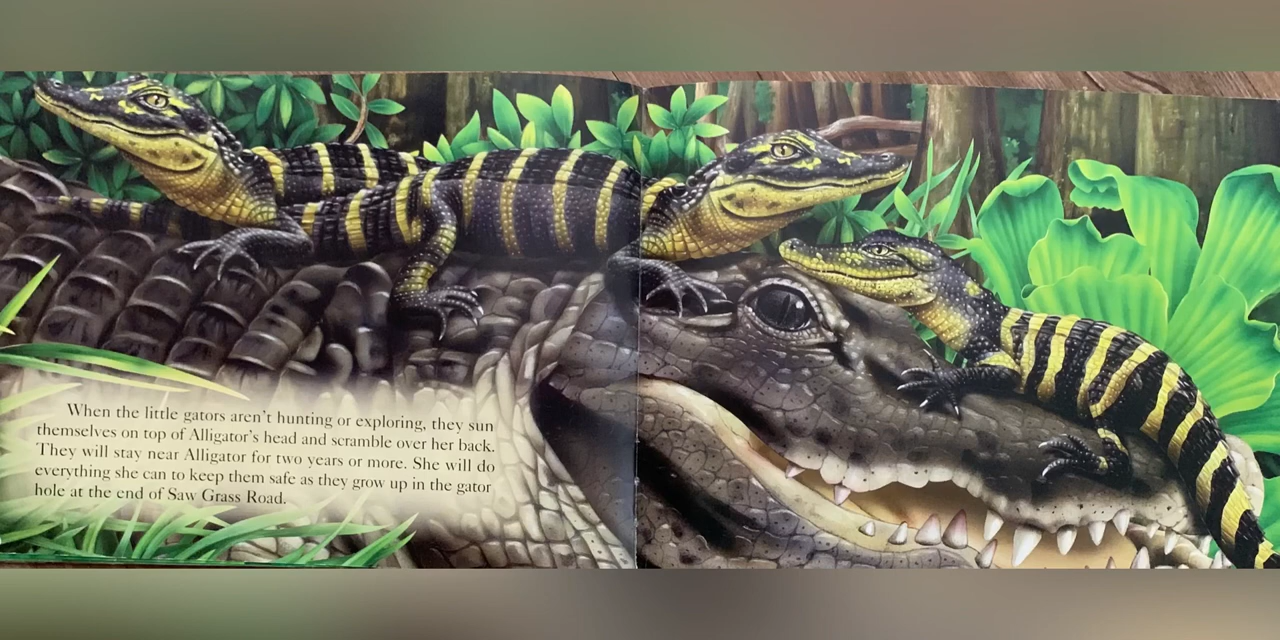 When the little gators aren't hunting or exploring, they sun
themselves on top of Alligator's head and scramble over her back.
They will stay near Alligator for two years or more. She will do
everything she can to keep them safe as they grow up in the gator
hole at the end of Saw Grass Road.